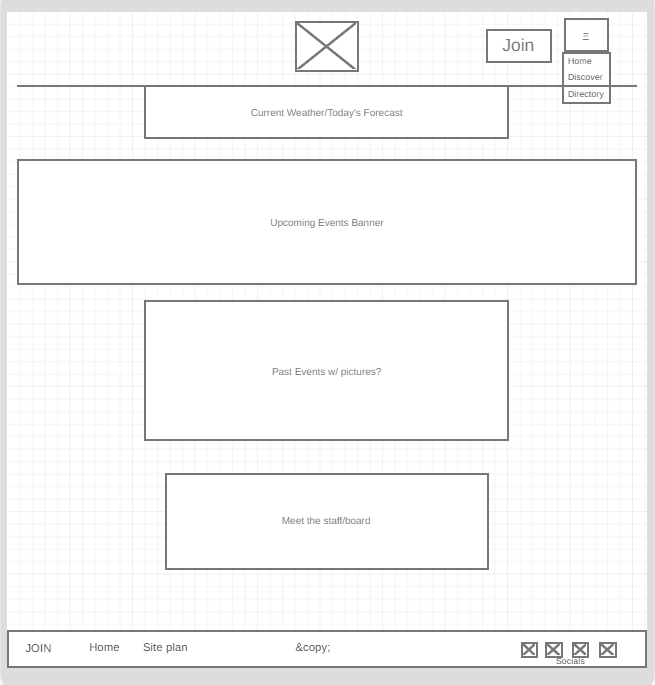 Join
=
Home
Discover
Directory
Current Weather/Today's Forecast
Upcoming Events Banner
Past Events w/ pictures?
Meet the staff/board
JOIN Home Site plan &copy;
Socials